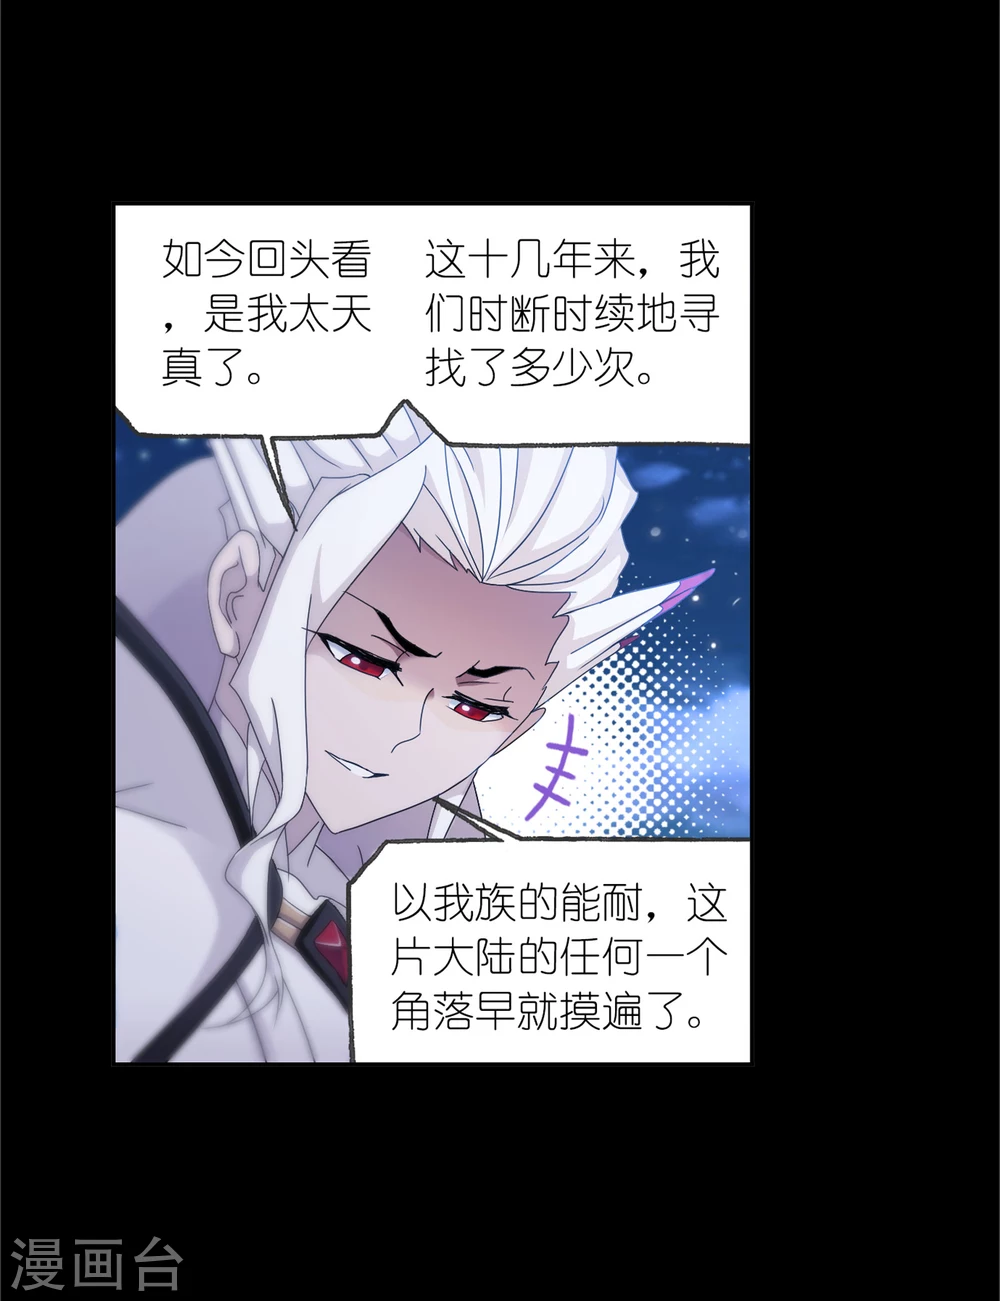 如今回头看
，是我太天
真了。
这十几年来，我
们时断时续地寻
找了多少次。
以我族的能耐，这
片大陆的任何一个
角落早就摸遍了。
漫画台